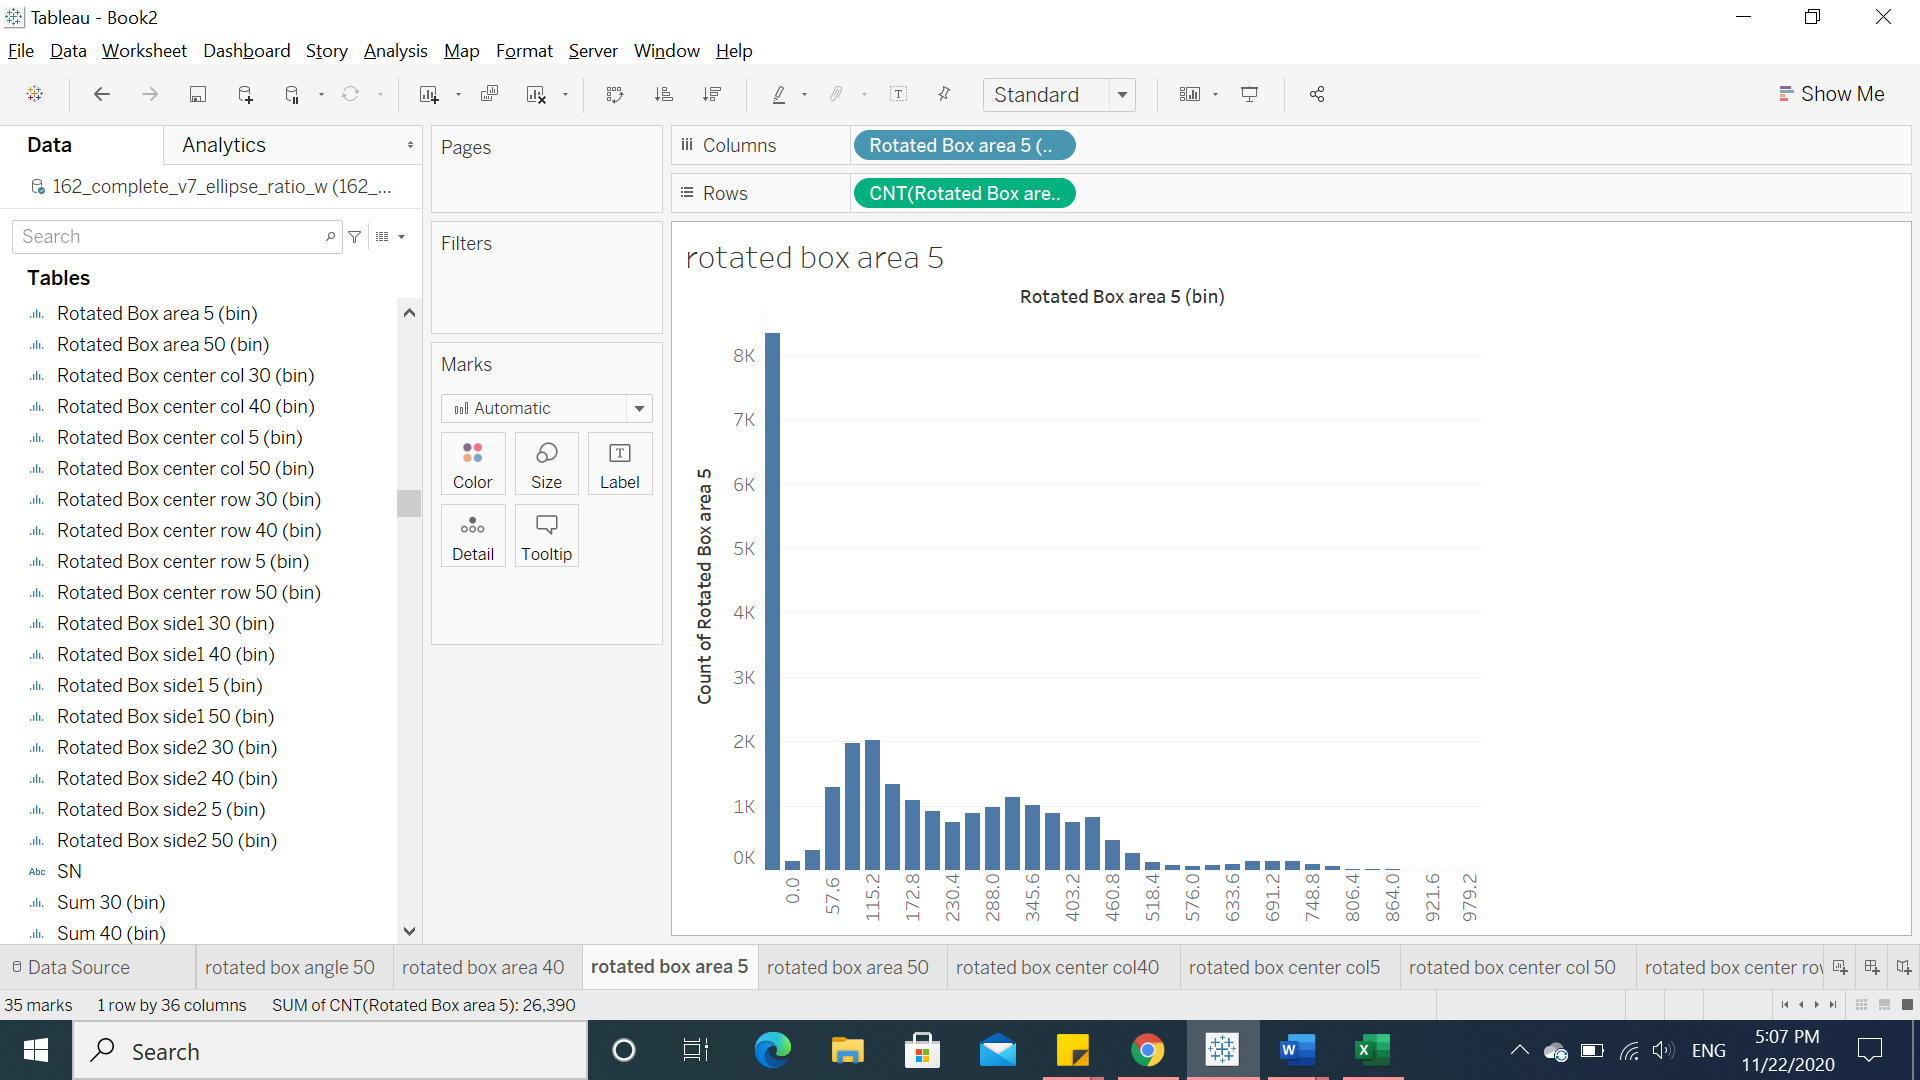 Tableau - Book2
File Data Worksheet Dashboard Story Analysis Map Format Server Window Help
Standard
Show Me
Data
Analytics
162_complete_v7_ellipse_ratio_w (162_...
Search
Tables
Rotated Box area 5 (bin)
Rotated Box area 50 (bin)
Rotated Box center col 30 (bin)
Rotated Box center col 40 (bin)
Rotated Box center col 5 (bin)
Rotated Box center col 50 (bin)
Rotated Box center row 30 (bin)
Rotated Box center row 40 (bin)
Rotated Box center row 5 (bin)
Rotated Box center row 50 (bin)
Rotated Box side1 30 (bin)
Rotated Box side1 40 (bin)
Rotated Box side1 5 (bin)
Rotated Box side1 50 (bin)
Rotated Box side2 30 (bin)
Rotated Box side2 40 (bin)
Rotated Box side2 5 (bin)
Rotated Box side2 50 (bin)
Abc SN
Sum 30 (bin)
Sum 40 (bin)
Pages
Filters
Marks
Automatic
Color
Size
T
Label
Detail
Tooltip
Columns
Rotated Box area 5 (..
Rows
CNT(Rotated Box are..
rotated box area 5
Rotated Box area 5 (bin)
Count of Rotated Box area 5
8K
7K
6K
5K
4K
3K
2K
1K
0K
0.0
57.6
115.2
172.8
230.4
288.0
345.6
403.2
460.8
518.4
576.0
633.6
691.2
748.8
806.4
864.0
921.6
979.2
Data Source
rotated box angle 50
rotated box area 40
rotated box area 5
rotated box area 50
rotated box center col40
rotated box center col5
rotated box center col 50
rotated box center rov
35 marks
1 row by 36 columns
SUM of CNT(Rotated Box area 5): 26,390
Search
W
X
ENG
5:07 PM
11/22/2020